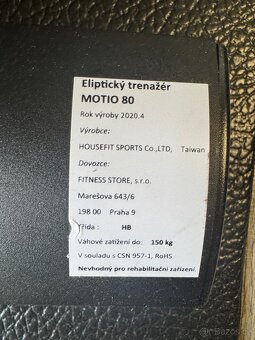 Eliptický trenažér
MOTIO 80
Rok výroby 2020.4
Výrobce:
HOUSEFIT SPORTS Co.,LTD, Taiwan
Dovozce:
FITNESS STORE, s.r.o.
Marešova 643/6
198 00 Praha 9
Třída : HB
Váhové zatížení do: 150 kg
V souladu s CSN 957-1, RoHS
Nevhodný pro rehabilitační zařízení.